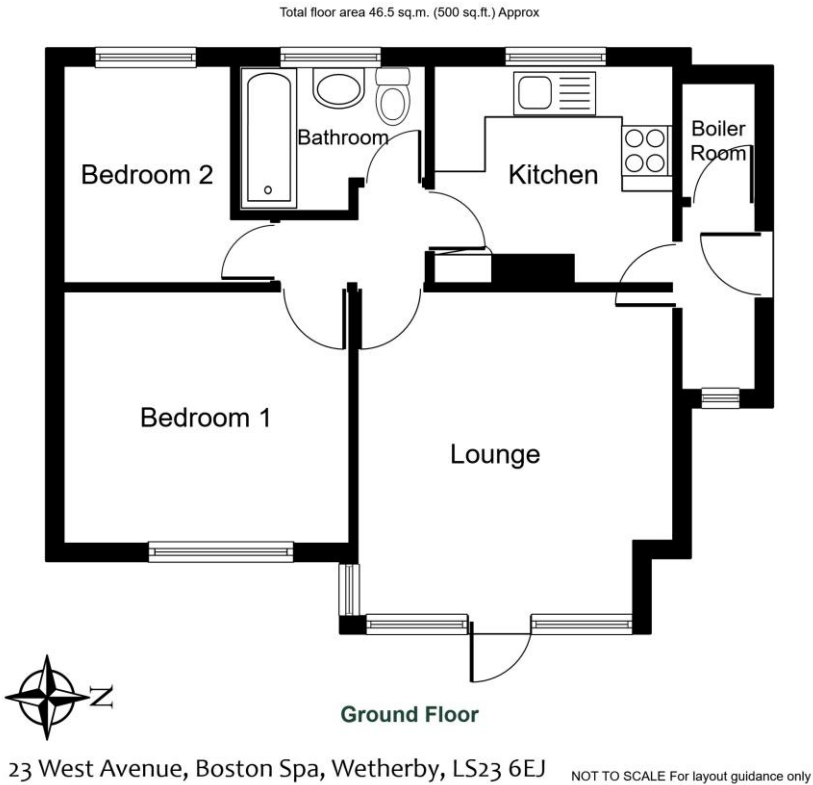 Total floor area 46.5 sq.m. (500 sq.ft.) Approx
Bathroom
Boiler
Room
Bedroom 2
Kitchen
Bedroom 1
Lounge
N
Ground Floor
23 West Avenue, Boston Spa, Wetherby, LS23 6EJ
NOT TO SCALE For layout guidance only